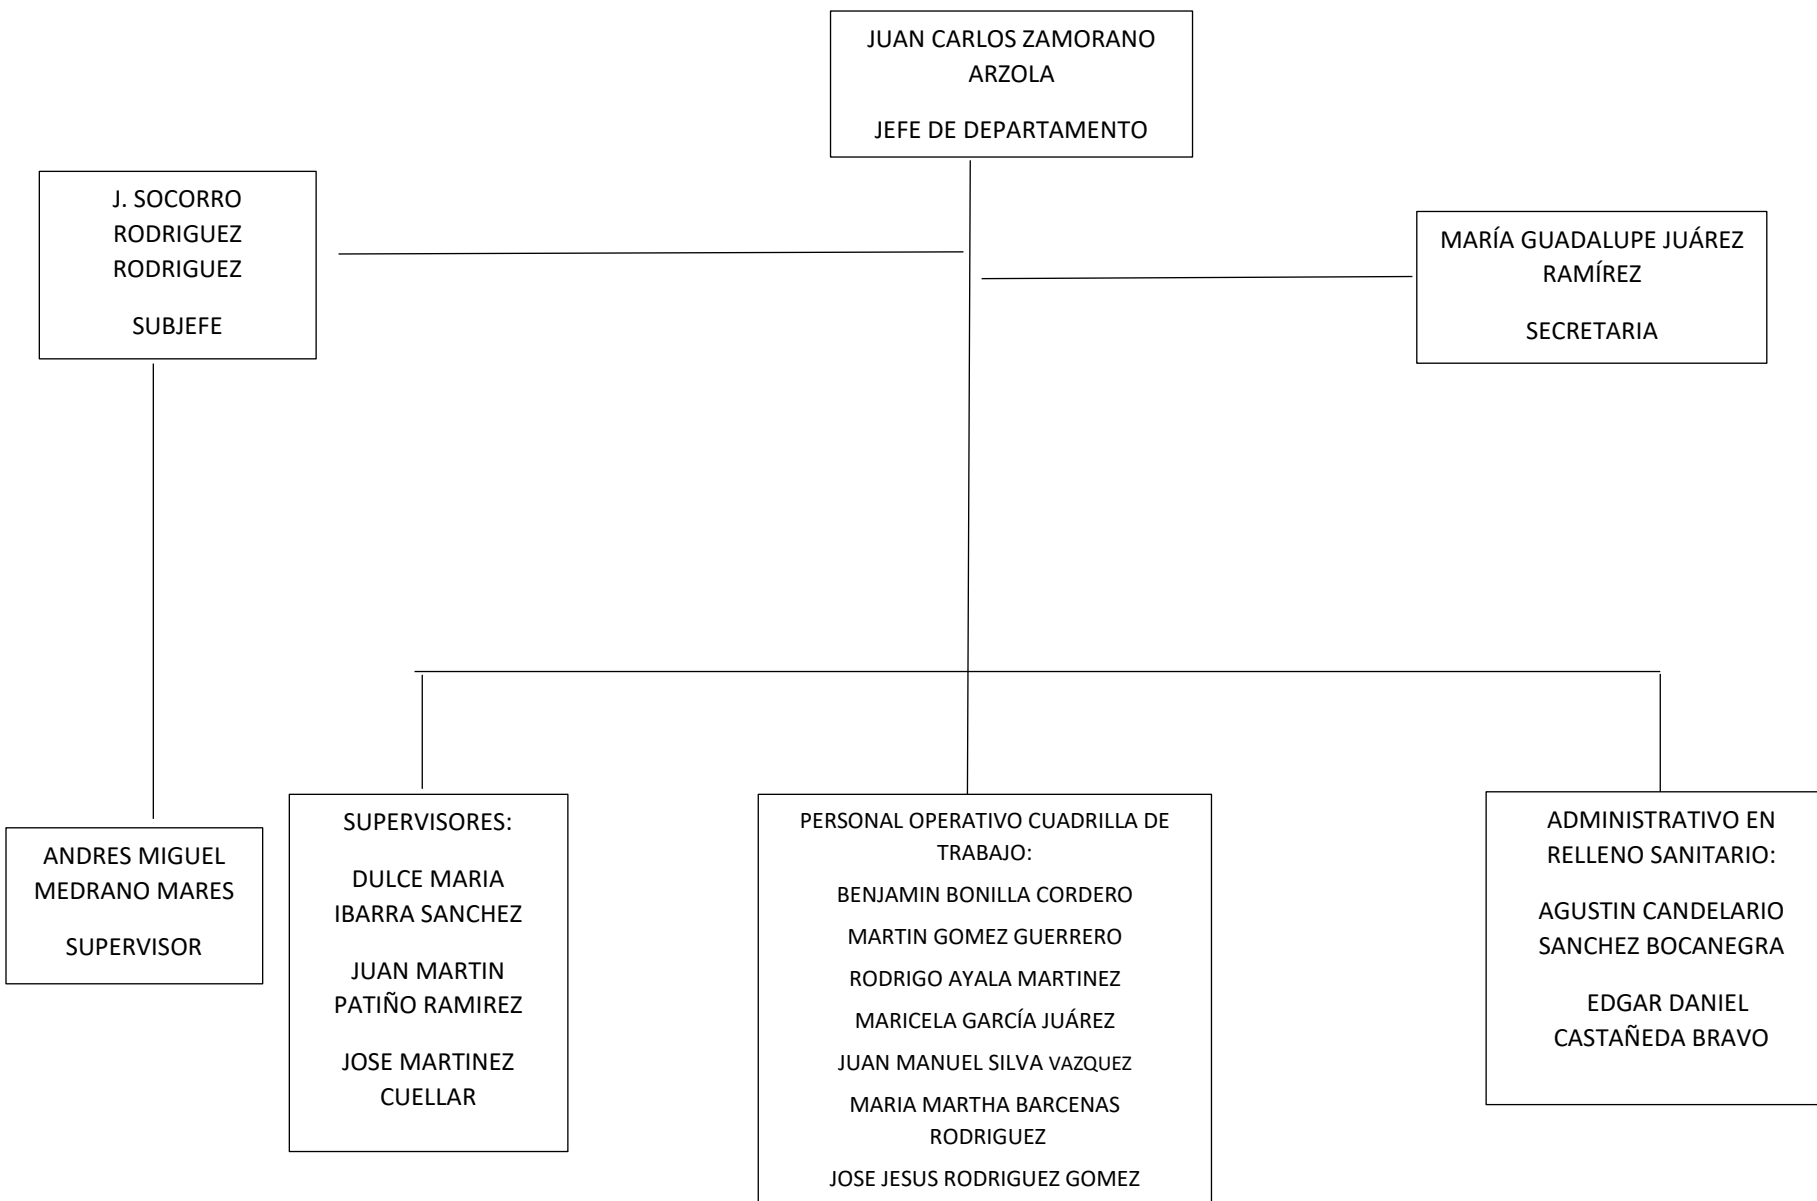 JUAN CARLOS ZAMORANO
ARZOLA
JEFE DE DEPARTAMENTO
J. SOCORRO
RODRIGUEZ
RODRIGUEZ
SUBJEFE
MARÍA GUADALUPE JUÁREZ
RAMÍREZ
SECRETARIA
ANDRES MIGUEL
MEDRANO MARES
SUPERVISOR
SUPERVISORES:
DULCE MARIA
IBARRA SANCHEZ
JUAN MARTIN
PATIÑO RAMIREZ
JOSE MARTINEZ
CUELLAR
PERSONAL OPERATIVO CUADRILLA DE
TRABAJO:
BENJAMIN BONILLA CORDERO
MARTIN GOMEZ GUERRERO
RODRIGO AYALA MARTINEZ
MARICELA GARCÍA JUÁREZ
JUAN MANUEL SILVA VAZQUEZ
MARIA MARTHA BARCENAS
RODRIGUEZ
JOSE JESUS RODRIGUEZ GOMEZ
ADMINISTRATIVO EN
RELLENO SANITARIO:
AGUSTIN CANDELARIO
SANCHEZ BOCANEGRA
EDGAR DANIEL
CASTAÑEDA BRAVO